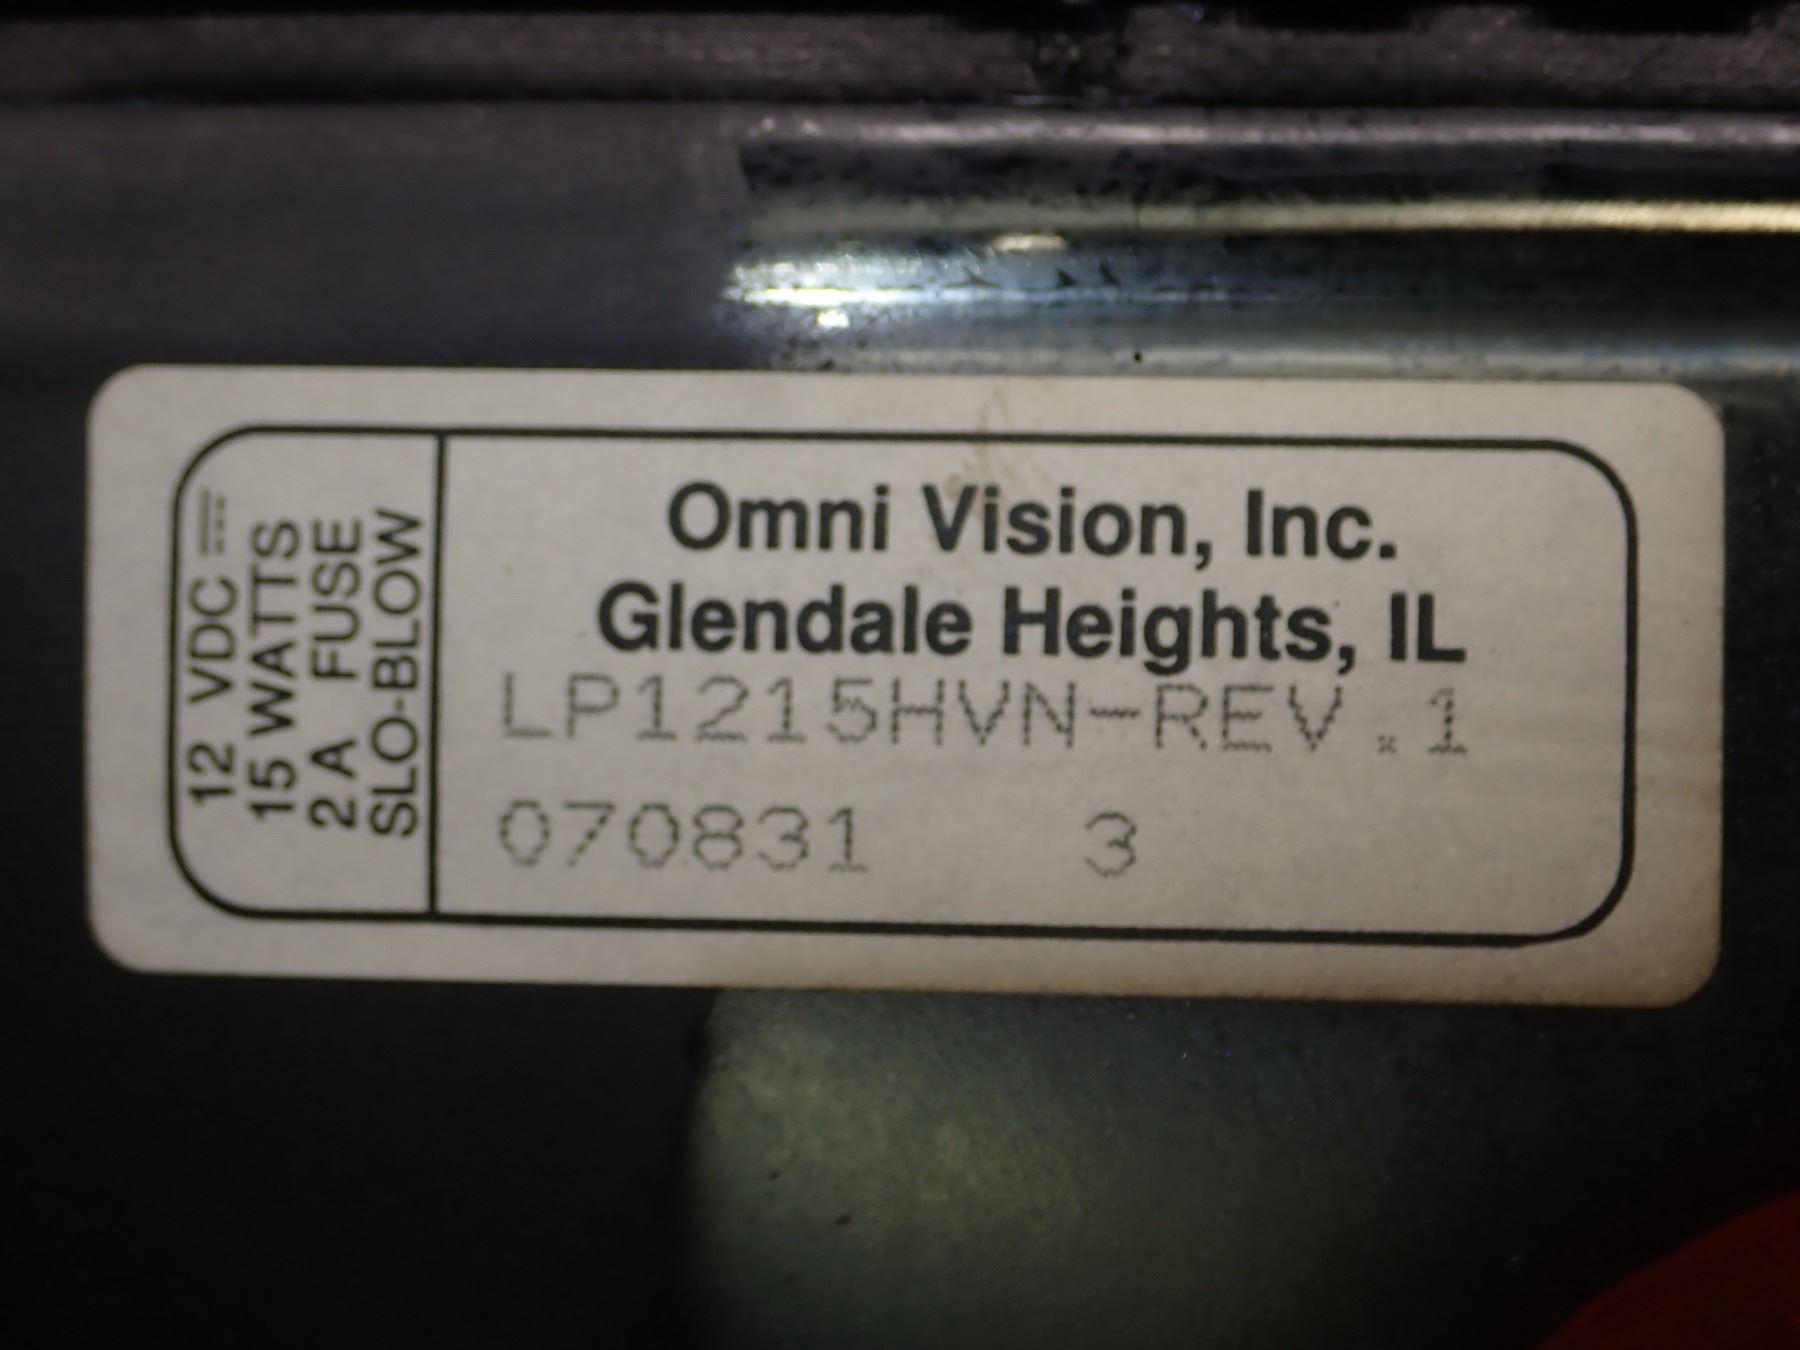 12 VDC ⎓
15 WATTS
2 A FUSE
SLO-BLOW
Omni Vision, Inc.
Glendale Heights, IL
LP1215HVN-REV.1
070831 3